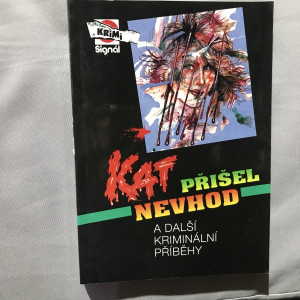 KRIMI
Signál
KAT
PŘIŠEL
NEVHOD
A DALŠÍ
KRIMINÁLNÍ
PŘÍBĚHY